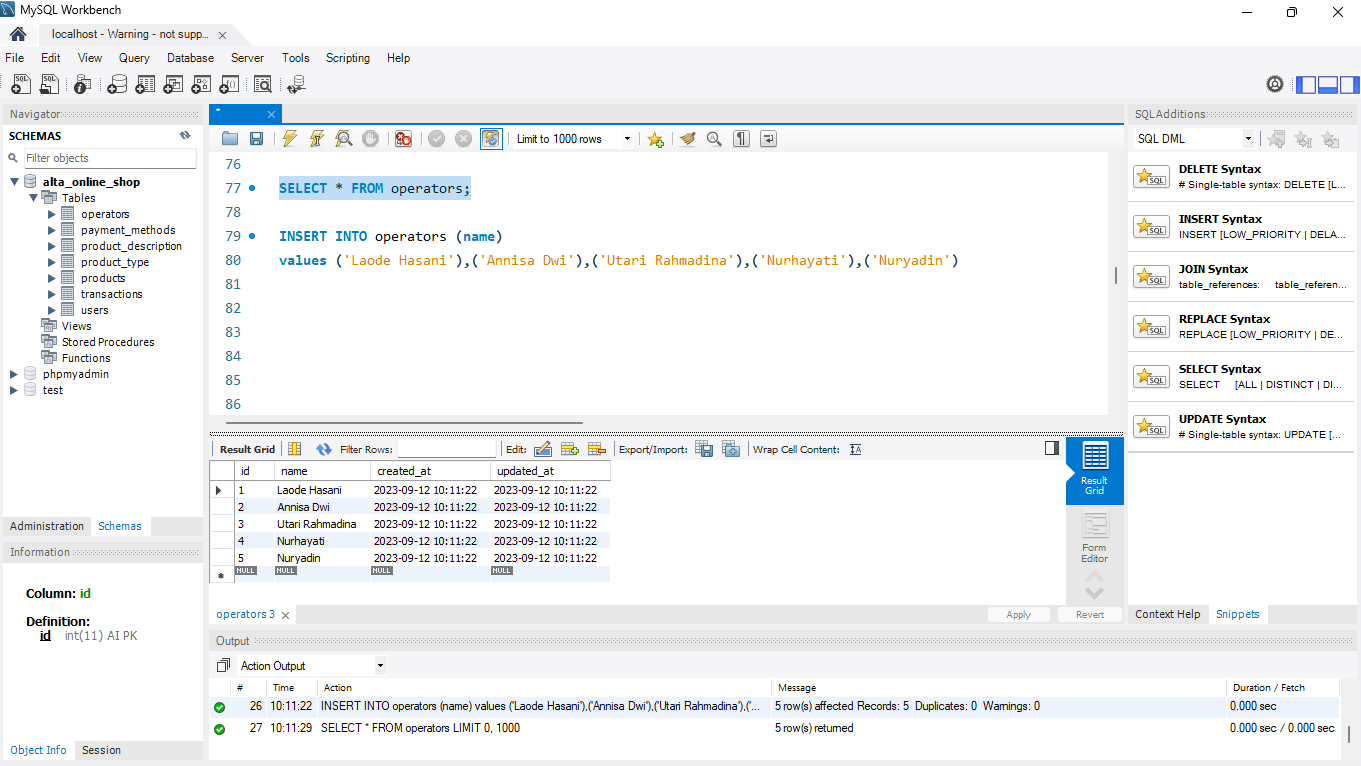 MySQL Workbench
localhost - Warning - not supp...
File Edit View Query Database Server Tools Scripting Help
Navigator
SCHEMAS
Filter objects
alta_online_shop
Tables
operators
payment_methods
product_description
product_type
products
transactions
users
Views
Stored Procedures
Functions
phpmyadmin
test
Administration Schemas
Information
Column: id
Definition:
id int(11) AI PK
Object Info Session
*
Limit to 1000 rows
76
77 SELECT * FROM operators;
78
79 INSERT INTO operators (name)
80 values ('Laode Hasani'),('Annisa Dwi'),('Utari Rahmadina'),('Nurhayati'),('Nuryadin')
81
82
83
84
85
86
Result Grid Filter Rows: Edit: Export/Import: Wrap Cell Content:
id name created_at updated_at
1 Laode Hasani 2023-09-12 10:11:22 2023-09-12 10:11:22
2 Annisa Dwi 2023-09-12 10:11:22 2023-09-12 10:11:22
3 Utari Rahmadina 2023-09-12 10:11:22 2023-09-12 10:11:22
4 Nurhayati 2023-09-12 10:11:22 2023-09-12 10:11:22
5 Nuryadin 2023-09-12 10:11:22 2023-09-12 10:11:22
NULL NULL NULL NULL
Result
Grid
Form
Editor
operators 3 Apply Revert
Output
Action Output
# Time Action Message Duration / Fetch
26 10:11:22 INSERT INTO operators (name) values ('Laode Hasani'),('Annisa Dwi'),('Utari Rahmadina'),('... 5 row(s) affected Records: 5 Duplicates: 0 Warnings: 0 0.000 sec
27 10:11:29 SELECT * FROM operators LIMIT 0, 1000 5 row(s) returned 0.000 sec / 0.000 sec
SQLAdditions
SQL DML
SQL
DELETE Syntax
# Single-table syntax: DELETE [L...
SQL
INSERT Syntax
INSERT [LOW_PRIORITY | DELA...
SQL
JOIN Syntax
table_references: table_referen...
SQL
REPLACE Syntax
REPLACE [LOW_PRIORITY | DE...
SQL
SELECT Syntax
SELECT [ALL | DISTINCT | DI...
SQL
UPDATE Syntax
# Single-table syntax: UPDATE [...
Context Help Snippets